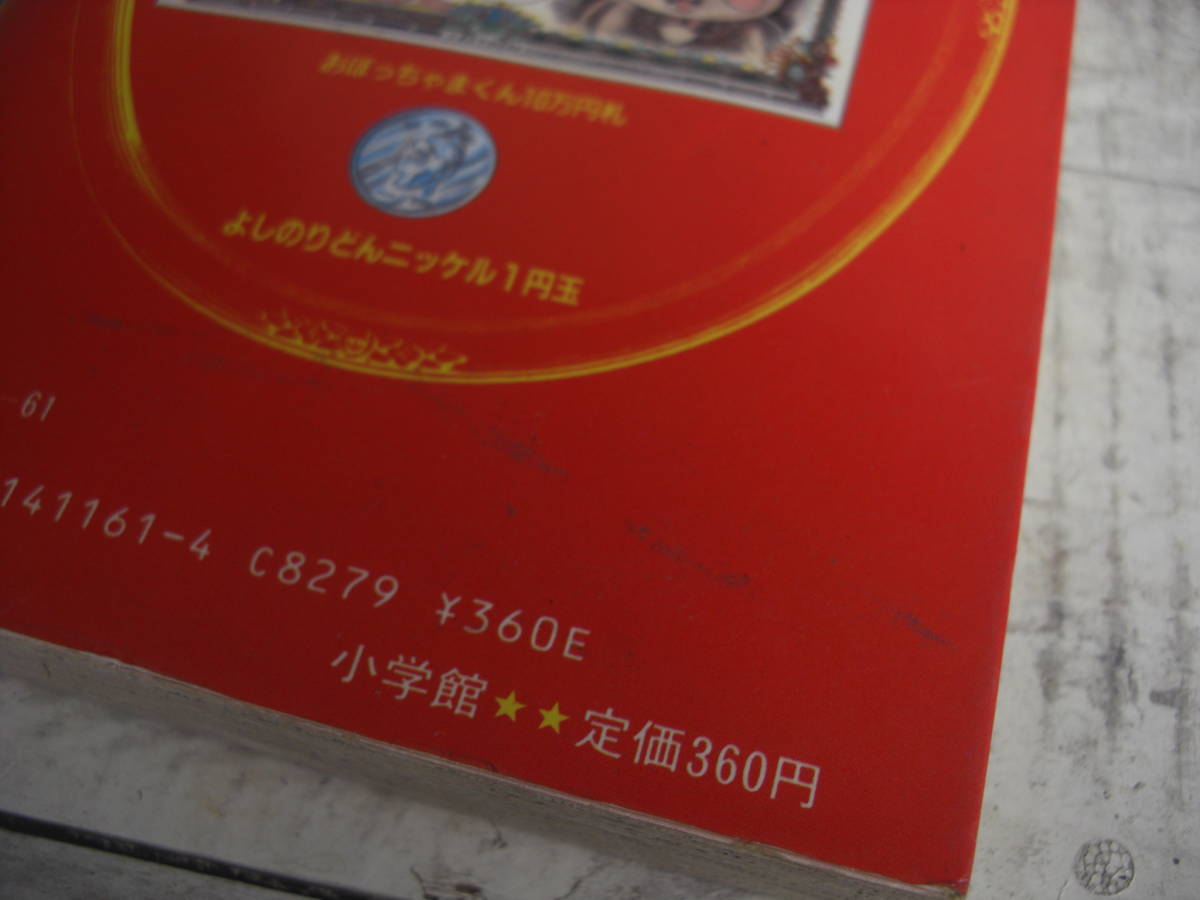 おぼっちゃまくん10万円札
よしのりどんニッケル1円玉
-61
141161-4 C8279 ¥360E
小学館★★定価360円